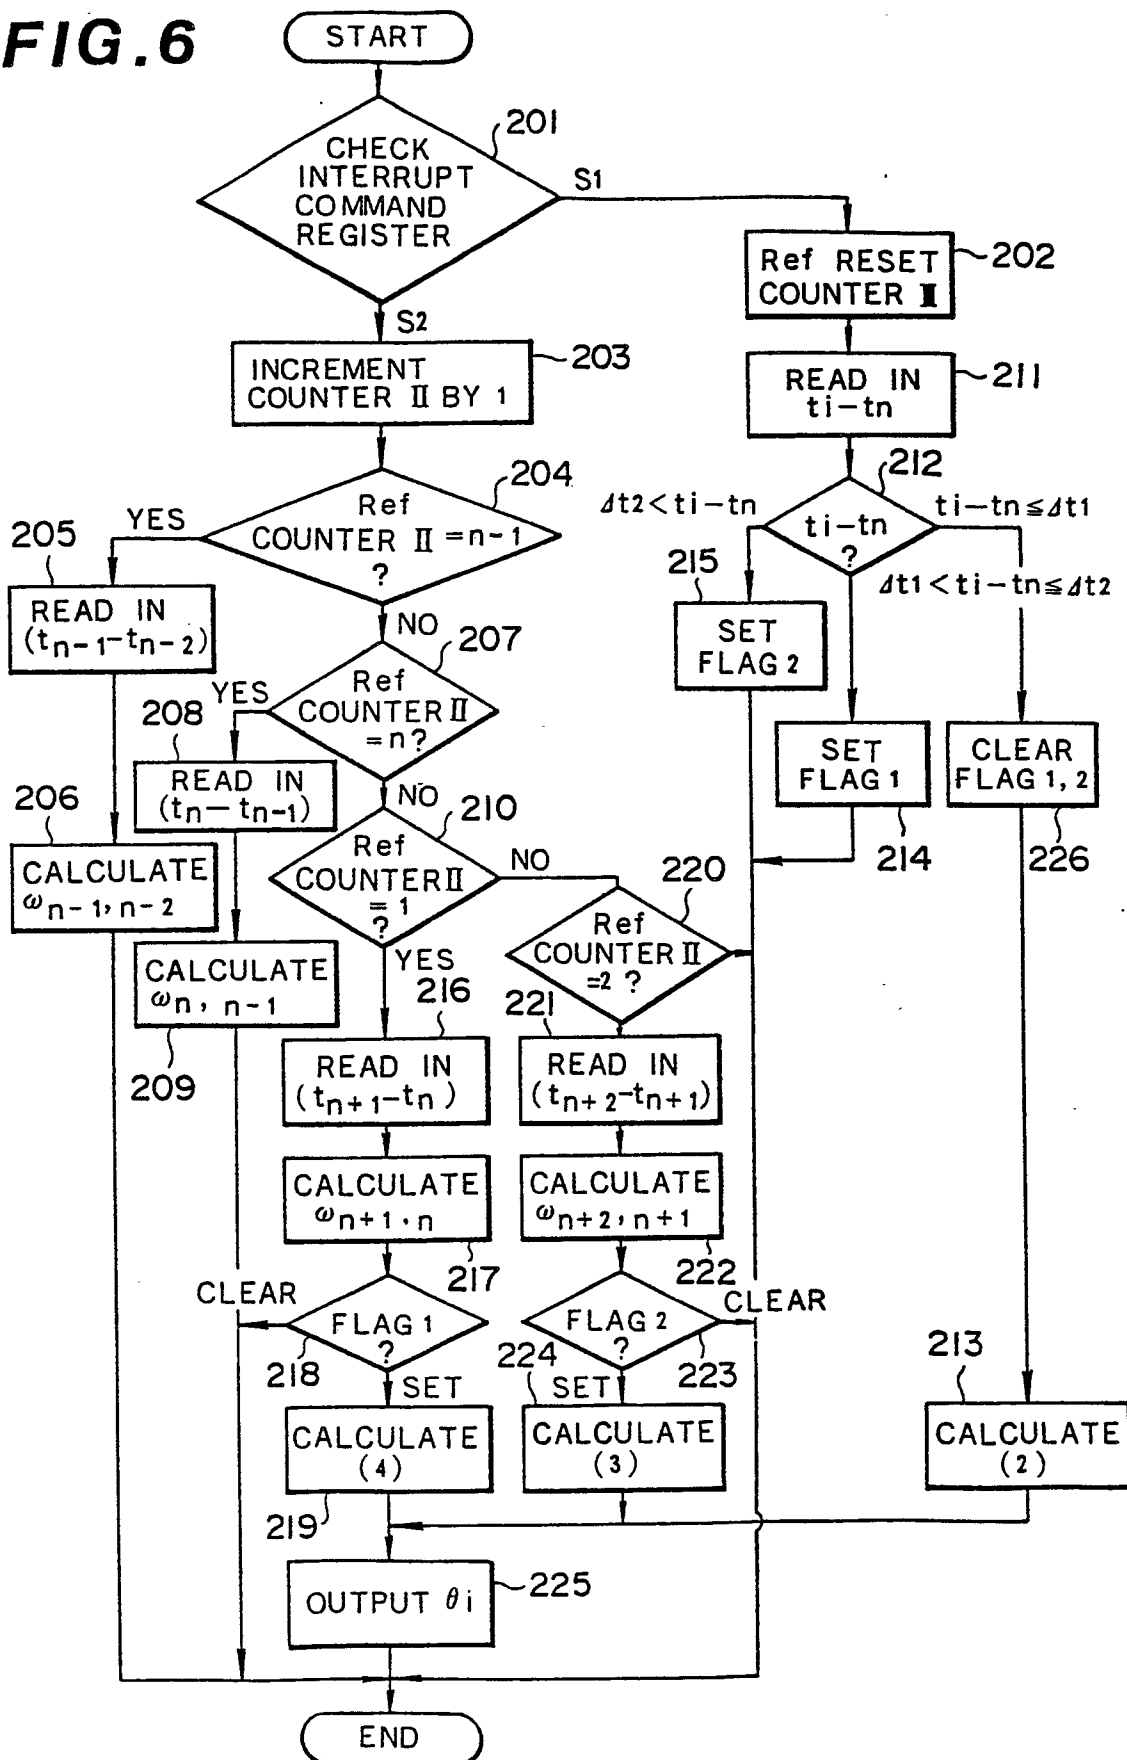 FIG.6
START
201
CHECK
INTERRUPT
COMMAND
REGISTER
S1
S2
Ref RESET
COUNTER Ⅱ
202
INCREMENT
COUNTER Ⅱ BY 1
203
READ IN
ti-tn
211
204
Ref
COUNTER Ⅱ =n-1
?
YES
NO
212
Δt2<ti-tn
ti-tn≦Δt1
ti-tn
?
Δt1<ti-tn≦Δt2
205
READ IN
(tn-1-tn-2)
215
SET
FLAG 2
207
Ref
COUNTER Ⅱ
=n?
YES
NO
208
READ IN
(tn-tn-1)
SET
FLAG 1
214
CLEAR
FLAG 1, 2
226
206
CALCULATE
ωn-1, n-2
210
Ref
COUNTER Ⅱ
= 1
?
NO
YES
220
Ref
COUNTER Ⅱ
=2 ?
CALCULATE
ωn, n-1
209
216
READ IN
(tn+1-tn)
221
READ IN
(tn+2-tn+1)
CALCULATE
ωn+1, n
217
CALCULATE
ωn+2, n+1
222
CLEAR
FLAG 1
?
218
SET
FLAG 2
?
223
CLEAR
SET
224
CALCULATE
(4)
219
CALCULATE
(3)
213
CALCULATE
(2)
OUTPUT θi
225
END